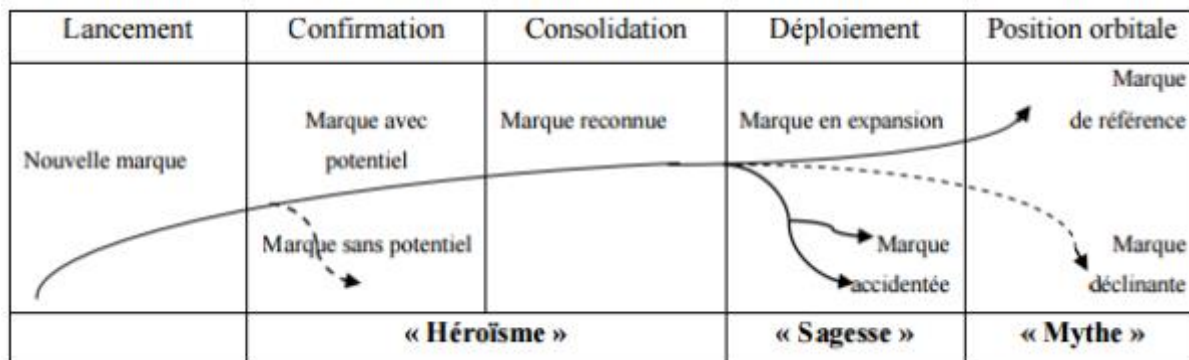 Lancement
Confirmation
Consolidation
Déploiement
Position orbitale
Nouvelle marque
Marque avec
potentiel
Marque sans potentiel
Marque reconnue
Marque en expansion
Marque
accidentée
Marque
de référence
Marque
déclinante
« Héroïsme »
« Sagesse »
« Mythe »